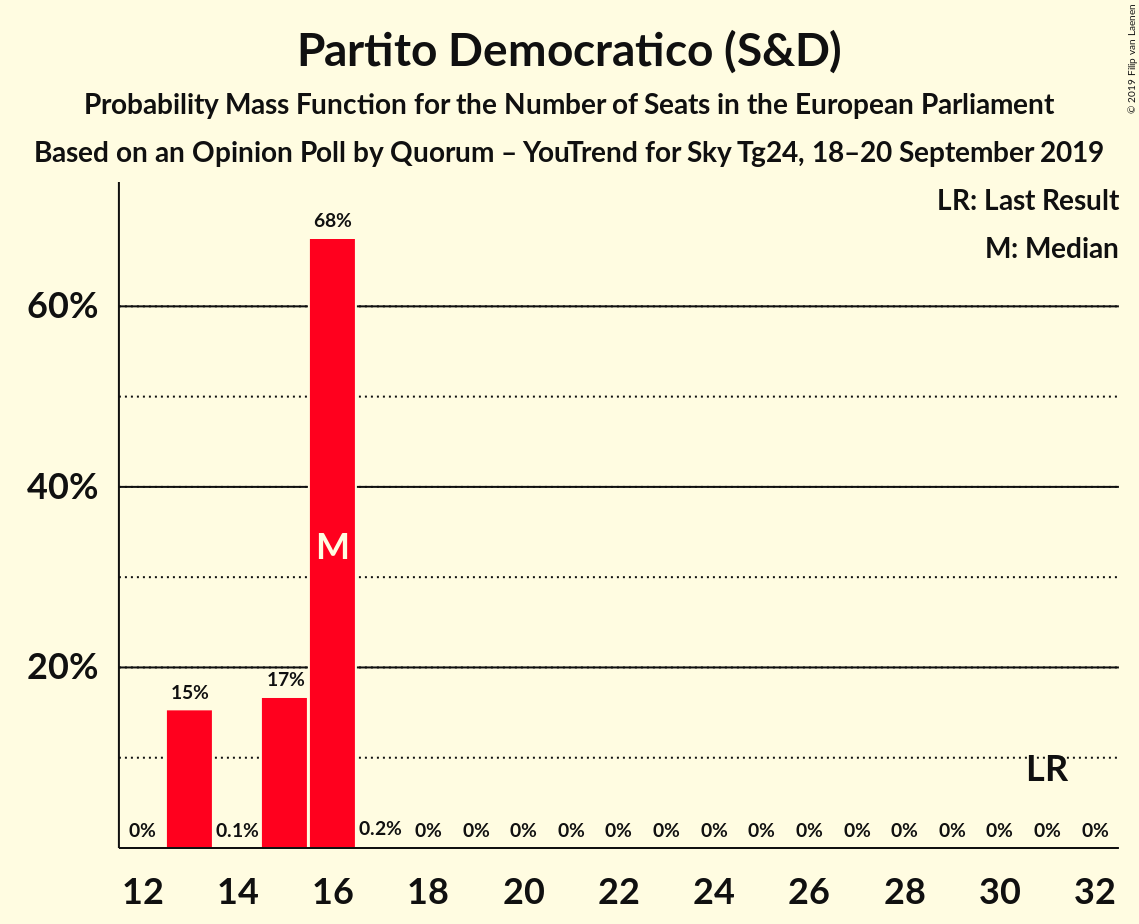 Partito Democratico (S&D)
Probability Mass Function for the Number of Seats in the European Parliament
Based on an Opinion Poll by Quorum – YouTrend for Sky Tg24, 18–20 September 2019
© 2019 Filip van Laenen
LR: Last Result
M: Median
68%
60%
40%
M
20%
17%
15%
LR
0% 0.1% 0.2% 0% 0% 0% 0% 0% 0% 0% 0% 0% 0% 0% 0% 0% 0% 0%
12 14 16 18 20 22 24 26 28 30 32